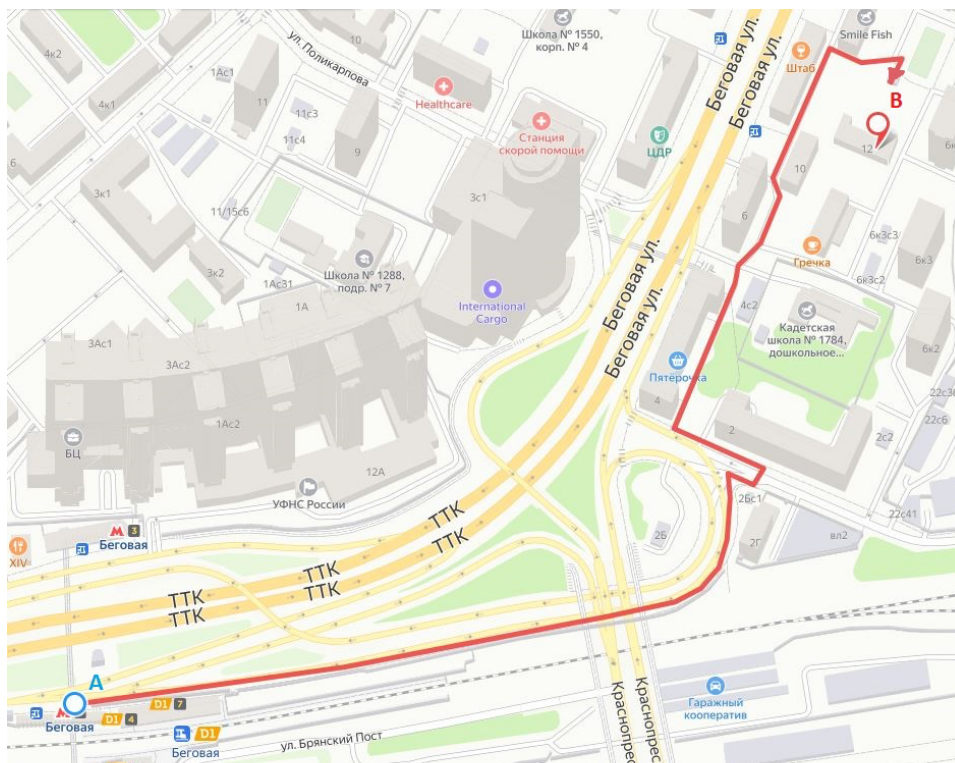 Школа № 1550,
корп. № 4
Smile Fish
4к2
ул. Поликарпова
Беговая ул.
Беговая ул.
Штаб
1Ас1
Healthcare
4к1
11
11с3
11с4
9
Станция
скорой помощи
ЦДР
B
12
6
10
3к1
3с1
11/15с6
6
6к3с3
Гречка
6к3
3к2
1Ас31
Школа № 1288,
подр. № 7
International
Cargo
Беговая ул.
Беговая ул.
6к3с2
4с2
1А
Кадетская
школа № 1784,
дошкольное...
3Ас1
3Ас2
6к2
Пятёрочка
4
1Ас2
2
2с2
22с6
БЦ
12А
УФНС России
2Бс1
22с41
ТТК
ТТК
М 3
Беговая
2Б
2Г
вл2
XIV
ТТК
ТТК
ТТК
ТТК
A
D1 7
М
D1 4
Беговая
D1
Беговая
ул. Брянский Пост
Краснопрес
Краснопрес
Гаражный
кооператив